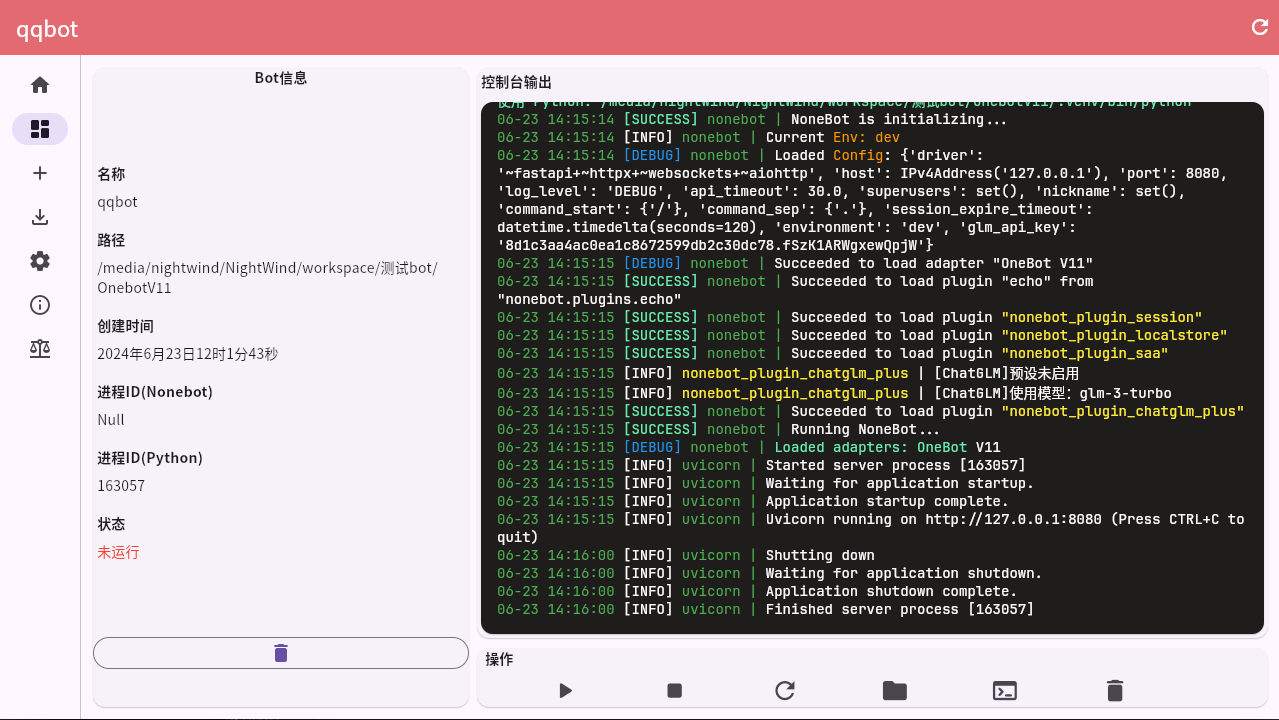 qqbot
Bot信息
名称
qqbot
路径
/media/nightwind/NightWind/workspace/测试bot/
OnebotV11
创建时间
2024年6月23日12时1分43秒
进程ID(Nonebot)
Null
进程ID(Python)
163057
状态
未运行
控制台输出
使用 Python: /media/nightwind/NightWind/workspace/测试bot/OnebotV11/.venv/bin/python
06-23 14:15:14 [SUCCESS] nonebot | NoneBot is initializing...
06-23 14:15:14 [INFO] nonebot | Current Env: dev
06-23 14:15:14 [DEBUG] nonebot | Loaded Config: {'driver':
'~fastapi+~httpx+~websockets+~aiohttp', 'host': IPv4Address('127.0.0.1'), 'port': 8080,
'log_level': 'DEBUG', 'api_timeout': 30.0, 'superusers': set(), 'nickname': set(),
'command_start': {'/'}, 'command_sep': {'.'}, 'session_expire_timeout':
datetime.timedelta(seconds=120), 'environment': 'dev', 'glm_api_key':
'8d1c3aa4ac0ea1c8672599db2c30dc78.fSzK1ARWgxewQpjW'}
06-23 14:15:15 [DEBUG] nonebot | Succeeded to load adapter "OneBot V11"
06-23 14:15:15 [SUCCESS] nonebot | Succeeded to load plugin "echo" from
"nonebot.plugins.echo"
06-23 14:15:15 [SUCCESS] nonebot | Succeeded to load plugin "nonebot_plugin_session"
06-23 14:15:15 [SUCCESS] nonebot | Succeeded to load plugin "nonebot_plugin_localstore"
06-23 14:15:15 [SUCCESS] nonebot | Succeeded to load plugin "nonebot_plugin_saa"
06-23 14:15:15 [INFO] nonebot_plugin_chatglm_plus | [ChatGLM]预设未启用
06-23 14:15:15 [INFO] nonebot_plugin_chatglm_plus | [ChatGLM]使用模型：glm-3-turbo
06-23 14:15:15 [SUCCESS] nonebot | Succeeded to load plugin "nonebot_plugin_chatglm_plus"
06-23 14:15:15 [SUCCESS] nonebot | Running NoneBot...
06-23 14:15:15 [DEBUG] nonebot | Loaded adapters: OneBot V11
06-23 14:15:15 [INFO] uvicorn | Started server process [163057]
06-23 14:15:15 [INFO] uvicorn | Waiting for application startup.
06-23 14:15:15 [INFO] uvicorn | Application startup complete.
06-23 14:15:15 [INFO] uvicorn | Uvicorn running on http://127.0.0.1:8080 (Press CTRL+C to
quit)
06-23 14:16:00 [INFO] uvicorn | Shutting down
06-23 14:16:00 [INFO] uvicorn | Waiting for application shutdown.
06-23 14:16:00 [INFO] uvicorn | Application shutdown complete.
06-23 14:16:00 [INFO] uvicorn | Finished server process [163057]
操作